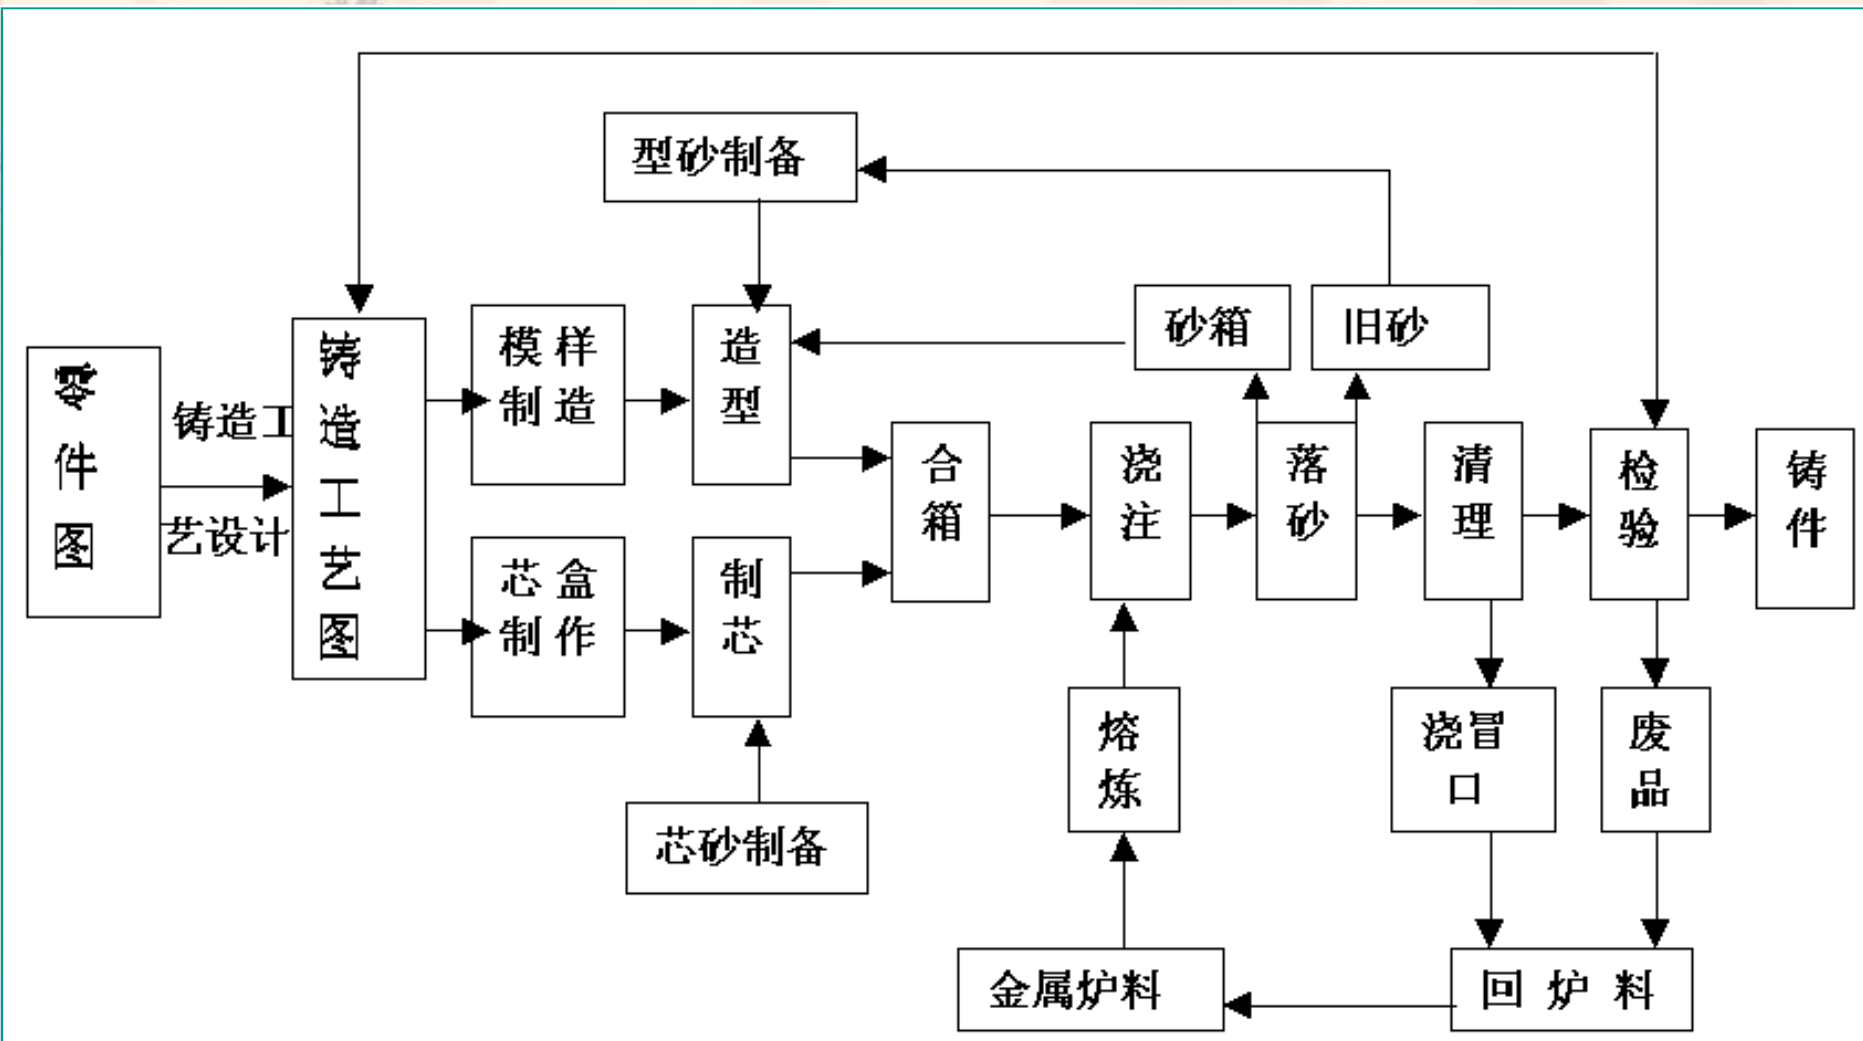 型砂制备
砂箱
旧砂
零件图
铸造工
艺设计
铸造工艺图
模样
制造
造型
芯盒
制作
制芯
合箱
浇注
落砂
清理
检验
铸件
熔炼
浇冒
口
废品
芯砂制备
金属炉料
回炉料